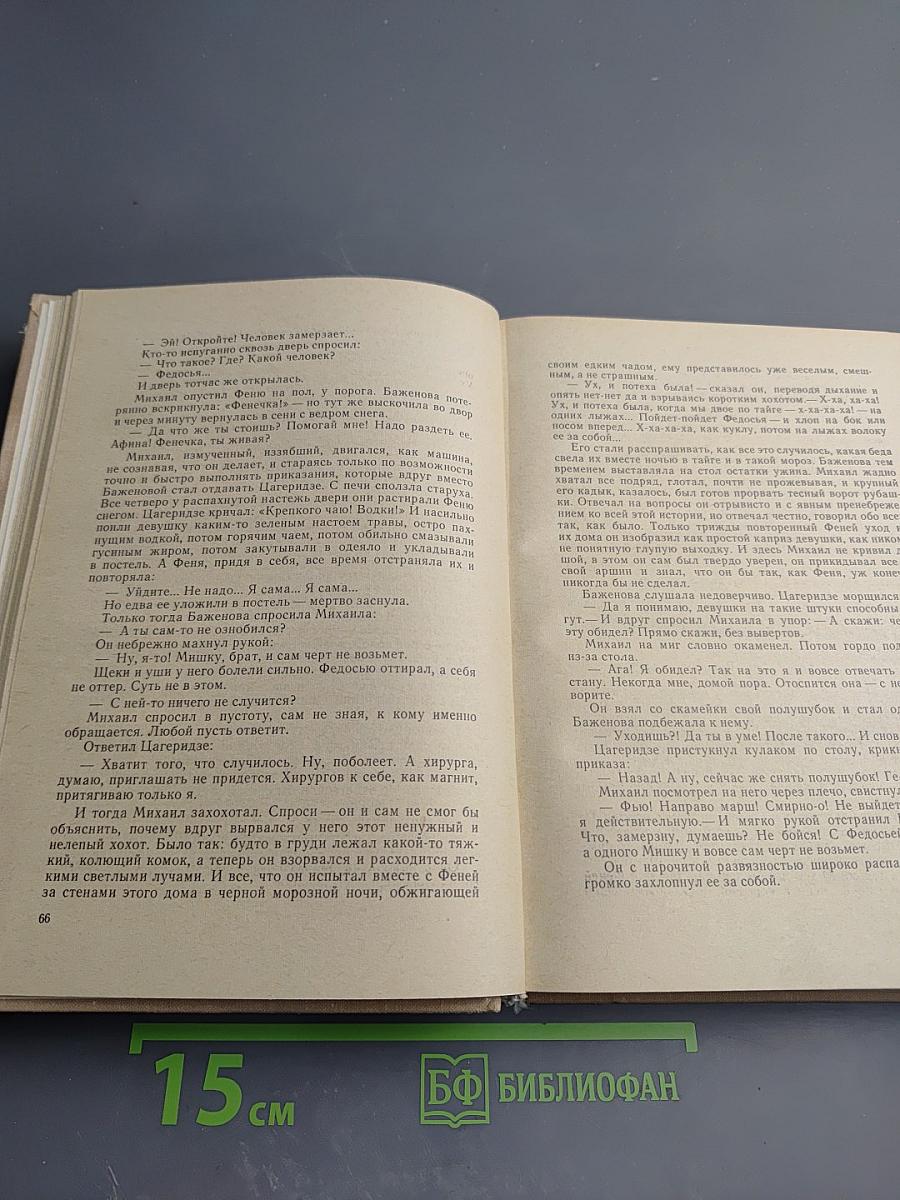 — Эй! Откройте! Человек замерзает...
Кто-то испуганно сквозь дверь спросил:
— Что такое? Где? Какой человек?
— Федосья...
И дверь тотчас же открылась.
Михаил опустил Феню на пол, у порога. Баженова поте-
рянно вскрикнула: «Фенечка!» — но тут же выскочила во двор
и через минуту вернулась в сени с ведром снега.
— Да что же ты стоишь? Помогай мне! Надо раздеть ее.
Афина! Фенечка, ты живая?
Михаил, измученный, иззябший, двигался, как машина,
не сознавая, что он делает, и стараясь только по возможности
точно и быстро выполнять приказания, которые вдруг вместо
Баженовой стал отдавать Цагеридзе. С печи сползла старуха.
Все четверо у распахнутой настежь двери они растирали Феню
снегом. Цагеридзе кричал: «Крепкого чаю! Водки!» И насильно
поили девушку каким-то зеленым настоем травы, остро пах-
нущим водкой, потом горячим чаем, потом обильно смазывали
гусиным жиром, потом закутывали в одеяло и укладывали
в постель. А Феня, придя в себя, все время отстраняла их и
повторяла:
— Уйдите... Не надо... Я сама... Я сама...
Но едва ее уложили в постель — мертво заснула.
Только тогда Баженова спросила Михаила:
— А ты сам-то не ознобился?
Он небрежно махнул рукой:
— Ну, я-то! Мишку, брат, и сам черт не возьмет.
Щеки и уши у него болели сильно. Федосью оттирал, а себя
не оттер. Суть не в этом.
— С ней-то ничего не случится?
Михаил спросил в пустоту, сам не зная, к кому именно
обращается. Любой пусть ответит.
Ответил Цагеридзе:
— Хватит того, что случилось. Ну, поболеет. А хирурга,
думаю, приглашать не придется. Хирургов к себе, как магнит,
притягиваю только я.
И тогда Михаил захохотал. Спроси — он и сам не смог бы
объяснить, почему вдруг вырвался у него этот ненужный и
нелепый хохот. Было так: будто в груди лежал какой-то тяж-
кий, колющий комок, а теперь он взорвался и расходится лег-
кими светлыми лучами. И все, что он испытал вместе с Феней
за стенами этого дома в черной морозной ночи, обжигающей
66
своим едким чадом, ему представилось уже веселым, смеш-
ным, а не страшным.
— Ух, и потеха была! — сказал он, переводя дыхание и
опять нет-нет да и взрываясь коротким хохотом.— Х-ха, ха-ха!
Ух, и потеха была, когда мы двое по тайге — х-ха-ха-ха! — на
одних лыжах... Пойдет-пойдет Федосья — и хлоп на бок или
носом вперед... Х-ха-ха-ха, как куклу, потом на лыжах волоку
ее за собой...
Его стали расспрашивать, как все это случилось, какая беда
свела их вместе ночью в тайге и в такой мороз. Баженова тем
временем выставляла на стол остатки ужина. Михаил жадно
хватал все подряд, глотал, почти не прожевывая, и крупный
его кадык, казалось, был готов прорвать тесный ворот рубаш-
ки. Отвечал на вопросы он отрывисто и с явным пренебреже-
нием ко всей этой истории, но отвечал честно, говорил обо все
так, как было. Только трижды повторенный Феней уход и
их дома он изобразил как простой каприз девушки, как ником
не понятную глупую выходку. И здесь Михаил не кривил д
шой, в этом он сам был твердо уверен, он прикидывал все
свой аршин и знал, что он бы так, как Феня, уж конеч
никогда бы не сделал.
Баженова слушала недоверчиво. Цагеридзе морщился
— Да я понимаю, девушки на такие штуки способны
гут.— И вдруг спросил Михаила в упор: — А скажи: че
эту обидел? Прямо скажи, без вывертов.
Михаил на миг словно окаменел. Потом гордо под
из-за стола.
— Ага! Я обидел? Так на это я и вовсе отвечать
стану. Некогда мне, домой пора. Отоспится она — с не
ворите.
Он взял со скамейки свой полушубок и стал од
Баженова подбежала к нему.
— Уходишь?! Да ты в уме! После такого... И снов
Цагеридзе пристукнул кулаком по столу, крик
приказа:
— Назад! А ну, сейчас же снять полушубок! Ге
Михаил посмотрел на него через плечо, свистнул
— Фью! Направо марш! Смирно-о! Не выйдет
я действительную.— И мягко рукой отстранил
Что, замерзну, думаешь? Не бойся! С Федосьей
а одного Мишку и вовсе сам черт не возьмет.
Он с нарочитой развязностью широко распа
громко захлопнул ее за собой.
15 см
БФ БИБЛИОФАН